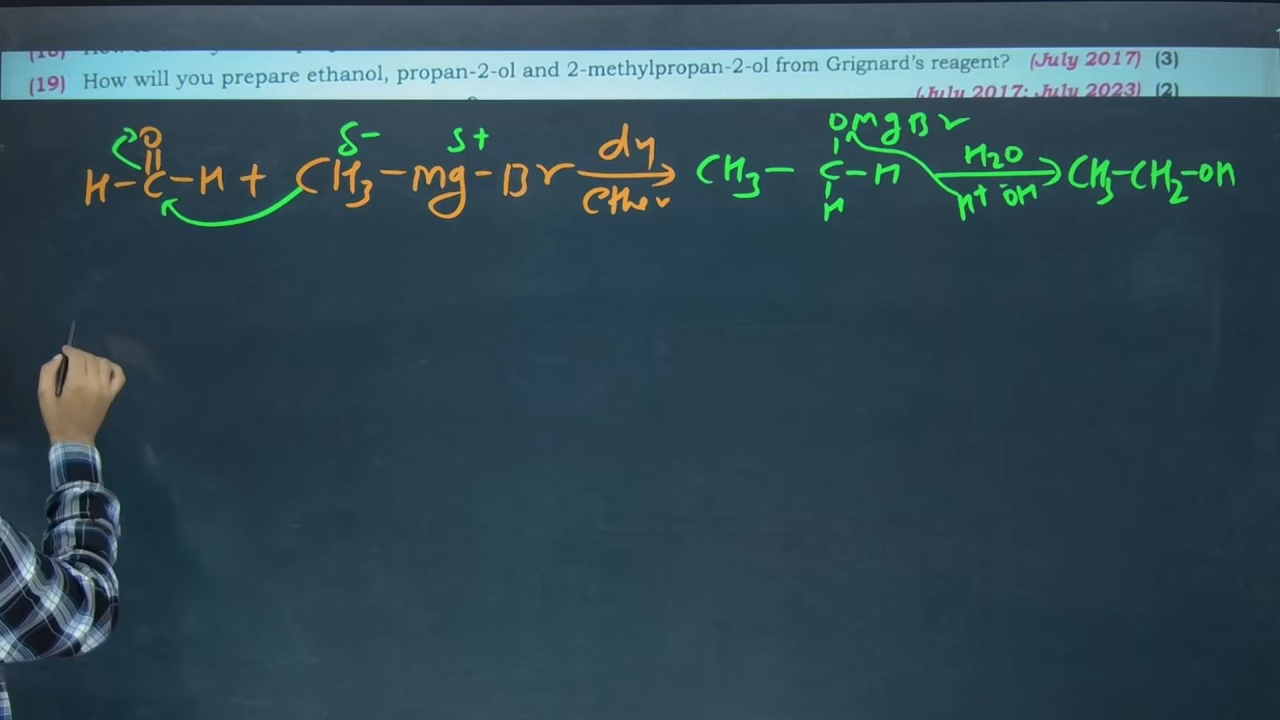 (19) How will you prepare ethanol, propan-2-ol and 2-methylpropan-2-ol from Grignard's reagent? (July 2017) (3)
(July 2017; July 2023) (2)
O δ- δ+ OMgBr
H-C-H + CH3-Mg-Br dry ether CH3-C-H H2O H+ OH CH3-CH2-OH
H